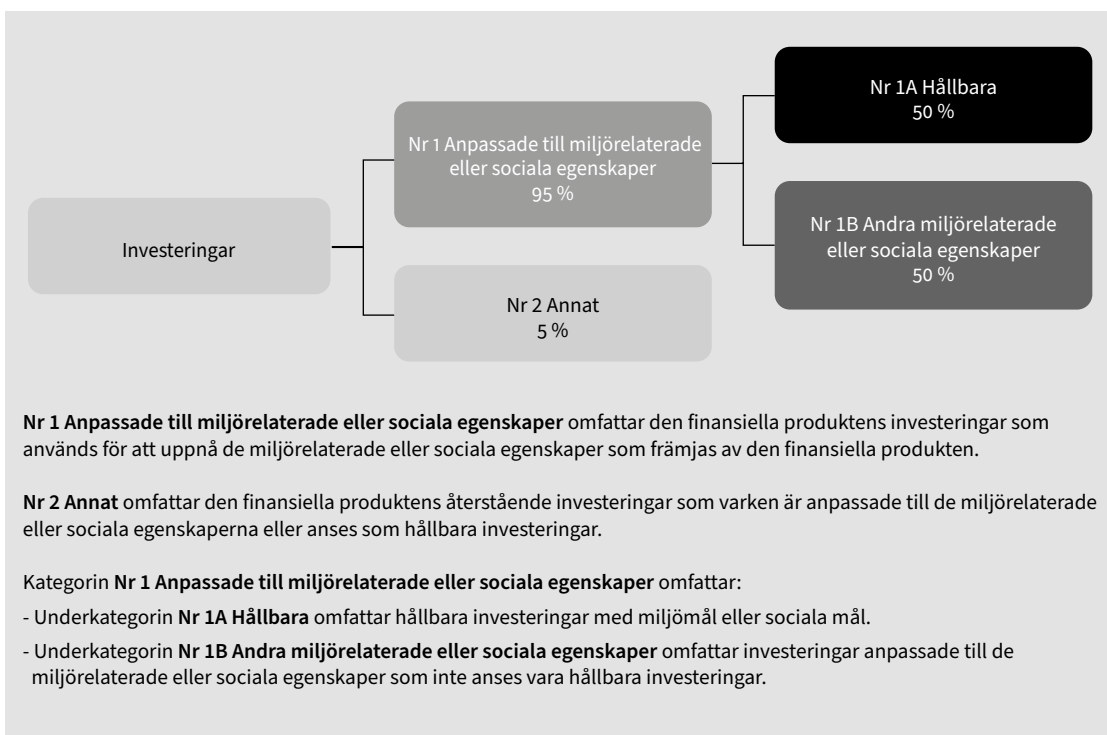 Investeringar
Nr 1 Anpassade till miljörelaterade
eller sociala egenskaper
95 %
Nr 2 Annat
5 %
Nr 1A Hållbara
50 %
Nr 1B Andra miljörelaterade
eller sociala egenskaper
50 %
Nr 1 Anpassade till miljörelaterade eller sociala egenskaper omfattar den finansiella produktens investeringar som
används för att uppnå de miljörelaterade eller sociala egenskaper som främjas av den finansiella produkten.
Nr 2 Annat omfattar den finansiella produktens återstående investeringar som varken är anpassade till de miljörelaterade
eller sociala egenskaperna eller anses som hållbara investeringar.
Kategorin Nr 1 Anpassade till miljörelaterade eller sociala egenskaper omfattar:
- Underkategorin Nr 1A Hållbara omfattar hållbara investeringar med miljömål eller sociala mål.
- Underkategorin Nr 1B Andra miljörelaterade eller sociala egenskaper omfattar investeringar anpassade till de
miljörelaterade eller sociala egenskaper som inte anses vara hållbara investeringar.